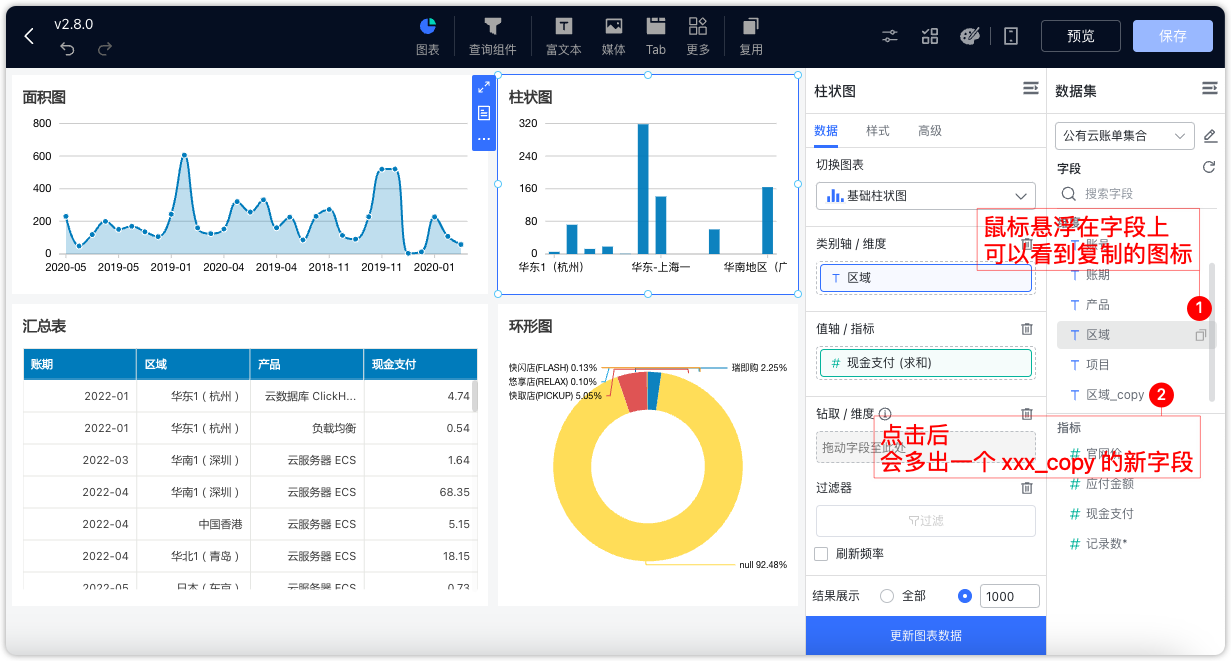 v2.8.0
图表
查询组件
富文本
媒体
Tab
更多
复用
预览
保存
面积图
800
600
400
200
0
2020-05
2019-05
2019-01
2020-04
2019-04
2018-11
2019-11
2020-01
柱状图
320
240
160
80
0
华东1（杭州）
华东-上海一
华南地区（广
汇总表
账期 区域 产品 现金支付
2022-01 华东1（杭州） 云数据库 ClickH... 4.74
2022-01 华东1（杭州） 负载均衡 0.54
2022-03 华南1（深圳） 云服务器 ECS 1.64
2022-04 华南1（深圳） 云服务器 ECS 68.35
2022-04 中国香港 云服务器 ECS 5.15
2022-04 华北1（青岛） 云服务器 ECS 18.15
2022-05 日本（东京） 云服务器 ECS 0.73
环形图
快闪店(FLASH) 0.13%
悠享店(RELAX) 0.10%
快取店(PICKUP) 5.05%
瑞即购 2.25%
null 92.48%
柱状图
数据
样式
高级
切换图表
基础柱状图
类别轴 / 维度
T 区域
值轴 / 指标
# 现金支付 (求和)
钻取 / 维度
拖动字段至此处
过滤器
过滤
刷新频率
结果展示
全部
1000
更新图表数据
数据集
公有云账单集合
字段
搜索字段
鼠标悬浮在字段上
可以看到复制的图标
T 账号
T 账期
T 产品
1
T 区域
T 项目
T 区域_copy
2
指标
点击后
会多出一个 xxx_copy 的新字段
# 官网价
# 应付金额
# 现金支付
# 记录数*